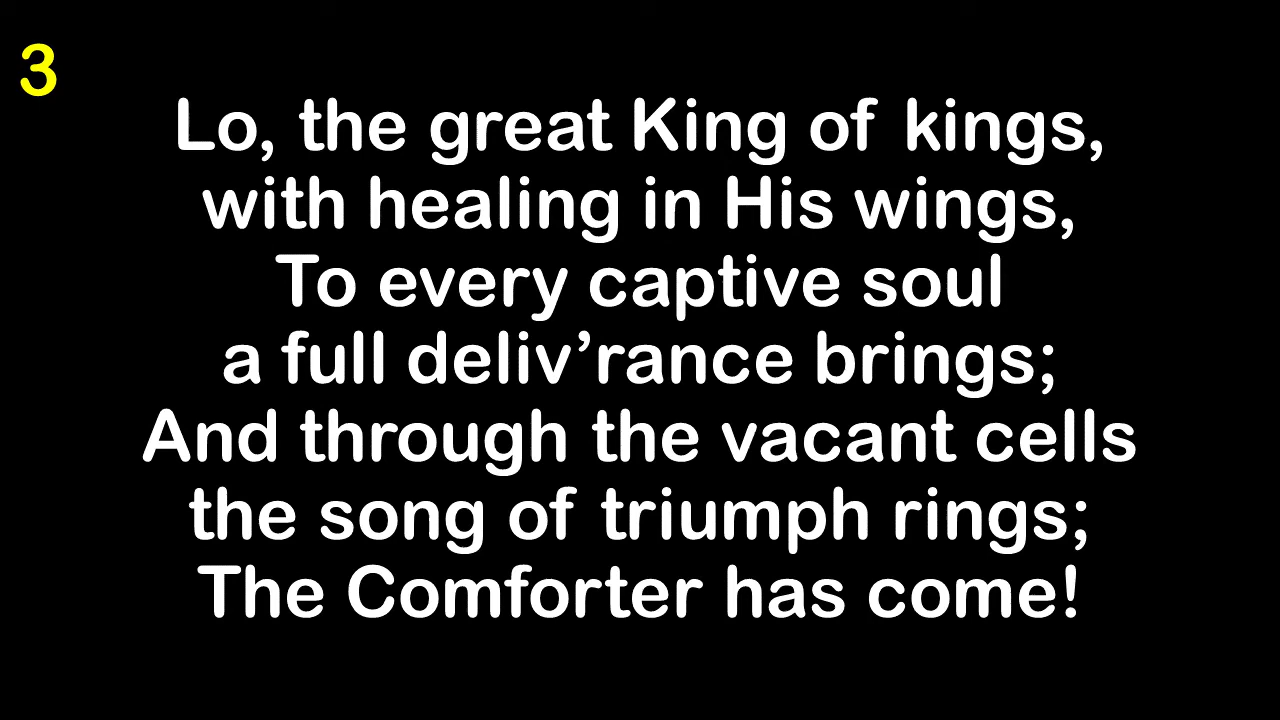 3
Lo, the great King of kings,
with healing in His wings,
To every captive soul
a full deliv’rance brings;
And through the vacant cells
the song of triumph rings;
The Comforter has come!